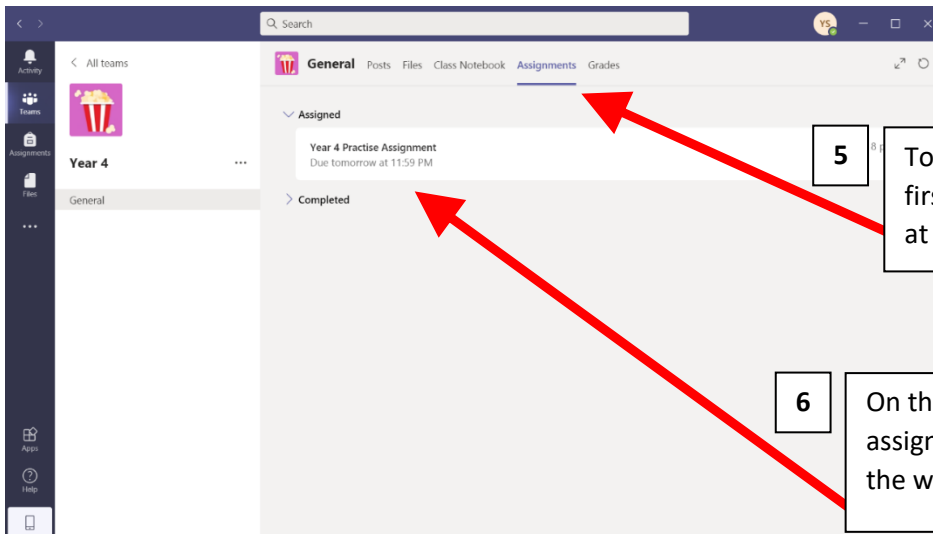 Search
YS
Activity
All teams
General Posts Files Class Notebook Assignments Grades
Teams
Assigned
Assignments
Year 4 Practise Assignment
Due tomorrow at 11:59 PM
8 p
Year 4
...
Files
General
Completed
...
5
To
firs
at
6
On th
assign
the w
Apps
Help